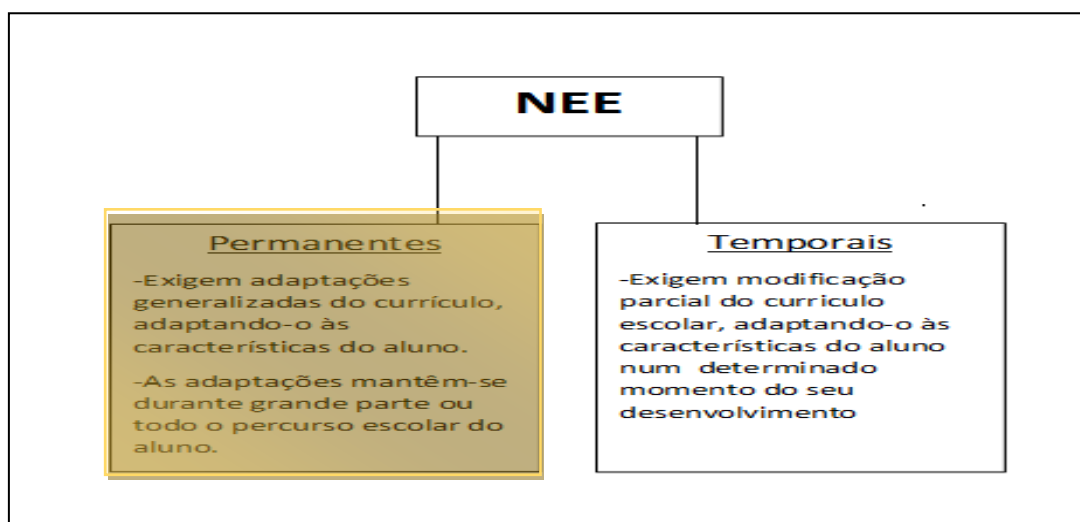 NEE
Permanentes
-Exigem adaptações
generalizadas do currículo,
adaptando-o às
características do aluno.
-As adaptações mantêm-se
durante grande parte ou
todo o percurso escolar do
aluno.
Temporais
-Exigem modificação
parcial do curriculo
escolar, adaptando-o às
características do aluno
num determinado
momento do seu
desenvolvimento